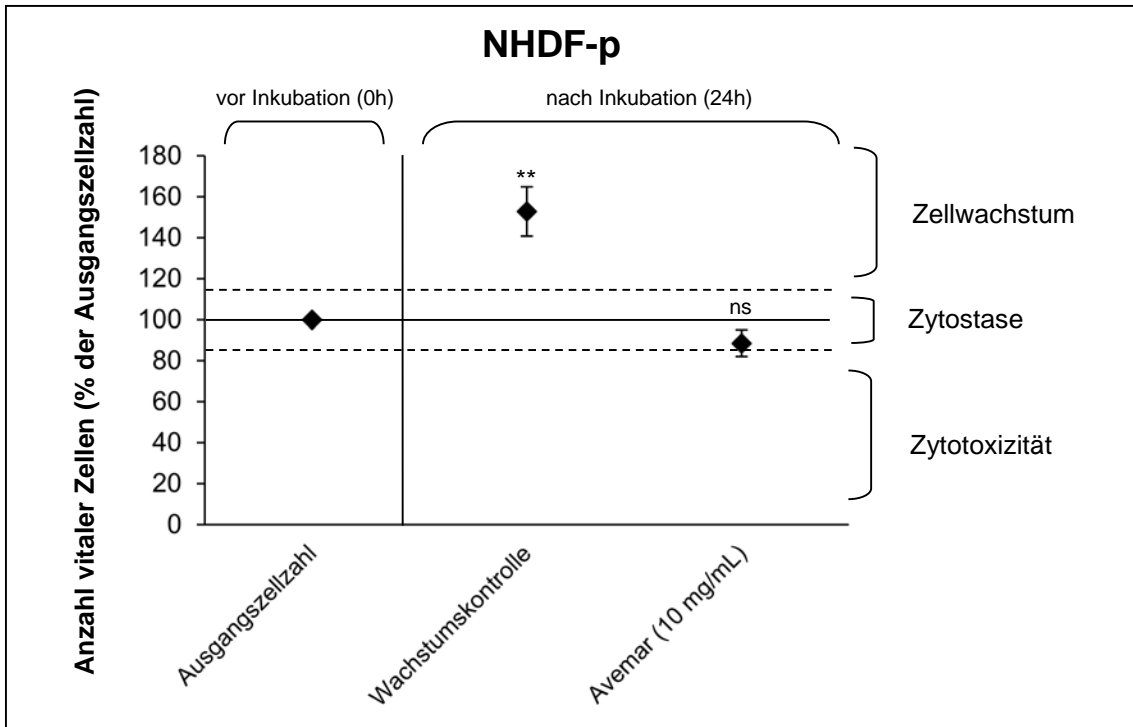 NHDF-p
vor Inkubation (0h)
nach Inkubation (24h)
Anzahl vitaler Zellen (% der Ausgangszellzahl)
180
160
140
120
100
80
60
40
20
0
**
ns
Zellwachstum
Zytostase
Zytotoxizität
Ausgangszellzahl
Wachstumskontrolle
Avemar (10 mg/mL)